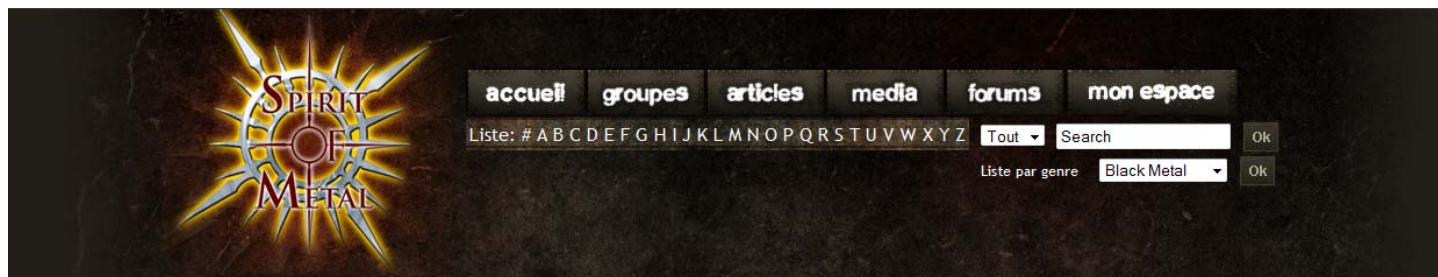 SPIRIT
OF
METAL
accueil groupes articles media forums mon espace
Liste: # A B C D E F G H I J K L M N O P Q R S T U V W X Y Z Tout Search Ok
Liste par genre Black Metal Ok